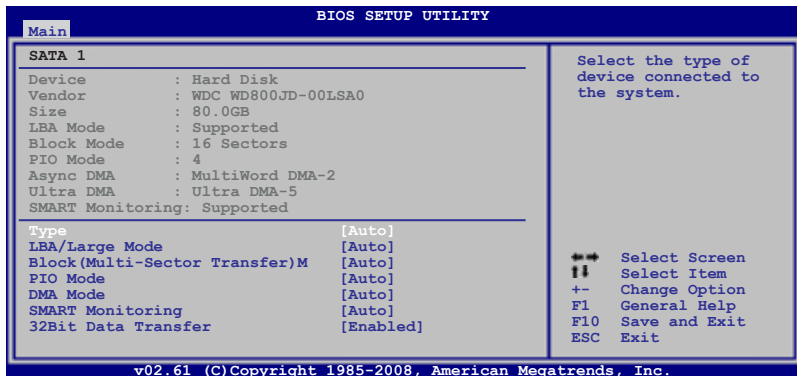 BIOS SETUP UTILITY
Main
SATA 1
Device : Hard Disk
Vendor : WDC WD800JD-00LSA0
Size : 80.0GB
LBA Mode : Supported
Block Mode : 16 Sectors
PIO Mode : 4
Async DMA : MultiWord DMA-2
Ultra DMA : Ultra DMA-5
SMART Monitoring: Supported
Type [Auto]
LBA/Large Mode [Auto]
Block(Multi-Sector Transfer)M [Auto]
PIO Mode [Auto]
DMA Mode [Auto]
SMART Monitoring [Auto]
32Bit Data Transfer [Enabled]
Select the type of
device connected to
the system.
←→ Select Screen
↑↓ Select Item
+- Change Option
F1 General Help
F10 Save and Exit
ESC Exit
v02.61 (C)Copyright 1985-2008, American Megatrends, Inc.